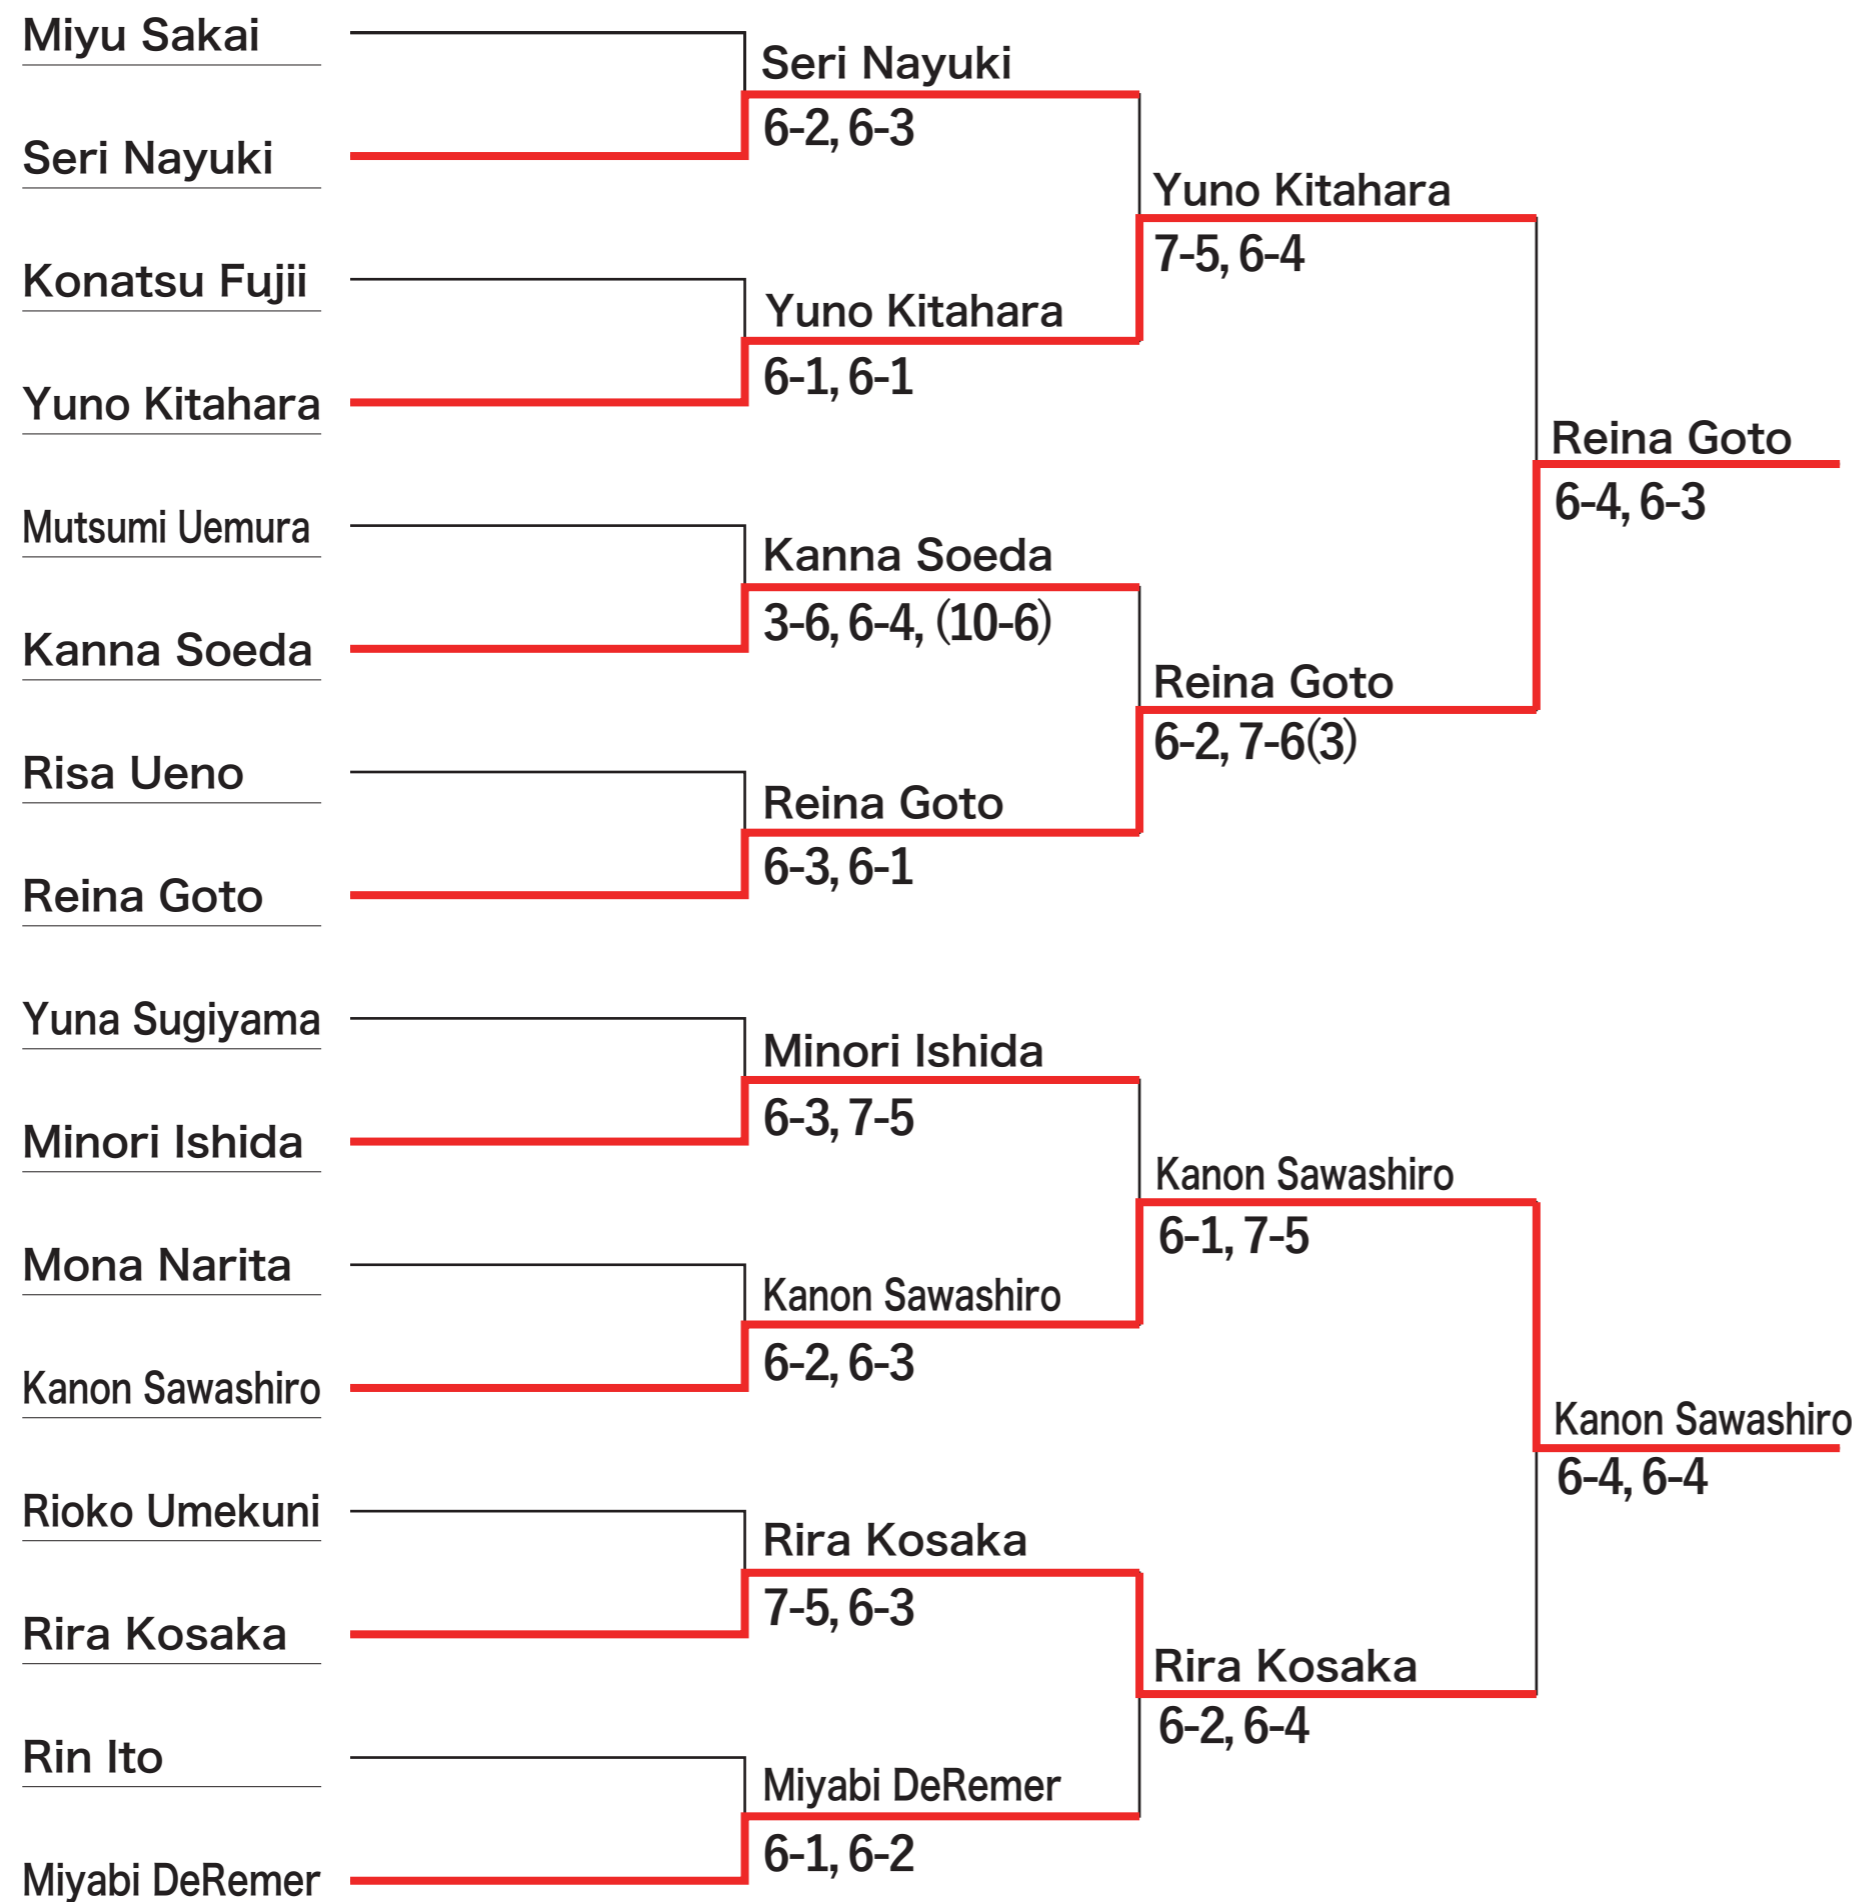 Miyu Sakai
Seri Nayuki
Konatsu Fujii
Yuno Kitahara
Mutsumi Uemura
Kanna Soeda
Risa Ueno
Reina Goto
Yuna Sugiyama
Minori Ishida
Mona Narita
Kanon Sawashiro
Rioko Umekuni
Rira Kosaka
Rin Ito
Miyabi DeRemer
Seri Nayuki
6-2, 6-3
Yuno Kitahara
6-1, 6-1
Kanna Soeda
3-6, 6-4, (10-6)
Reina Goto
6-3, 6-1
Minori Ishida
6-3, 7-5
Kanon Sawashiro
6-2, 6-3
Rira Kosaka
7-5, 6-3
Miyabi DeRemer
6-1, 6-2
Yuno Kitahara
7-5, 6-4
Reina Goto
6-2, 7-6(3)
Kanon Sawashiro
6-1, 7-5
Rira Kosaka
6-2, 6-4
Reina Goto
6-4, 6-3
Kanon Sawashiro
6-4, 6-4